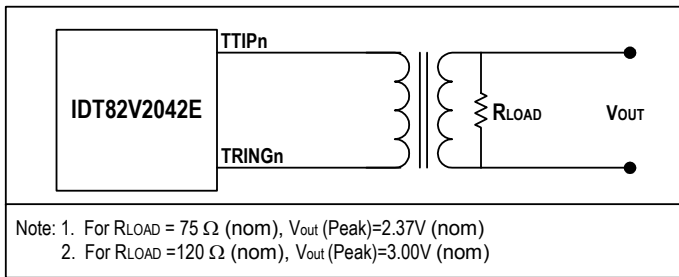 TTIPn
IDT82V2042E
RLOAD
VOUT
TRINGn
Note: 1. For RLOAD = 75 Ω (nom), Vout (Peak)=2.37V (nom)
2. For RLOAD =120 Ω (nom), Vout (Peak)=3.00V (nom)